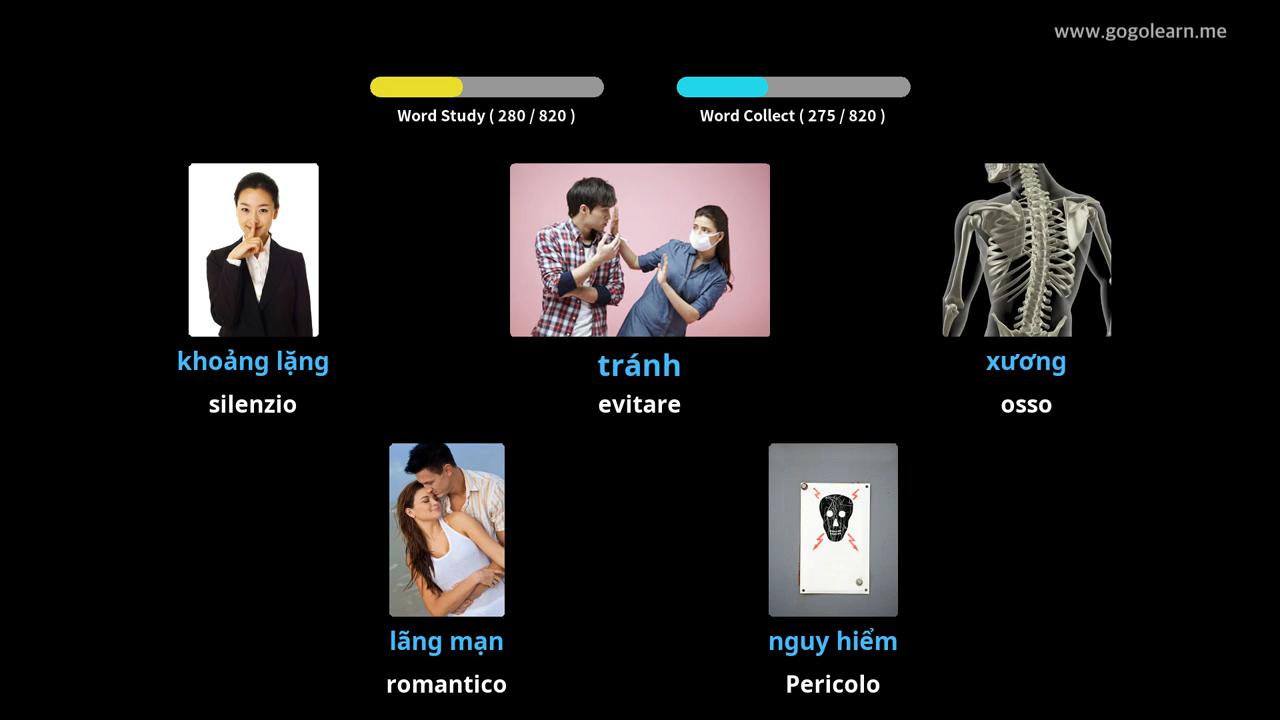 www.gogolearn.me
Word Study ( 280 / 820 )
Word Collect ( 275 / 820 )
khoảng lặng
silenzio
tránh
evitare
xương
osso
lãng mạn
romantico
nguy hiểm
Pericolo